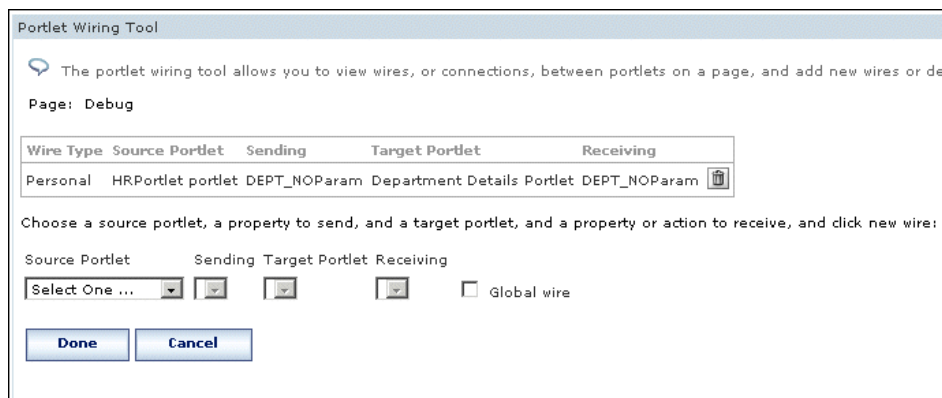 Portlet Wiring Tool
The portlet wiring tool allows you to view wires, or connections, between portlets on a page, and add new wires or de
Page: Debug
Wire Type Source Portlet Sending Target Portlet Receiving
Personal HRPortlet portlet DEPT_NOParam Department Details Portlet DEPT_NOParam
Choose a source portlet, a property to send, and a target portlet, and a property or action to receive, and click new wire:
Source Portlet Sending Target Portlet Receiving
Select One ... Global wire
Done Cancel